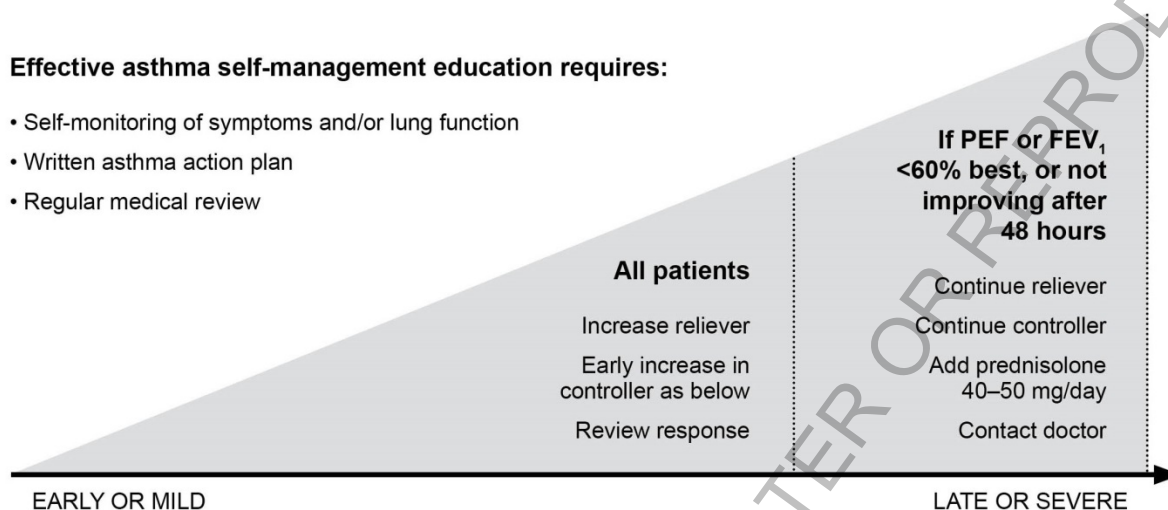 Effective asthma self-management education requires:
• Self-monitoring of symptoms and/or lung function
• Written asthma action plan
• Regular medical review
All patients
Increase reliever
Early increase in
controller as below
Review response
If PEF or FEV₁
<60% best, or not
improving after
48 hours
Continue reliever
Continue controller
Add prednisolone
40–50 mg/day
Contact doctor
EARLY OR MILD
LATE OR SEVERE
TER OR REPROD